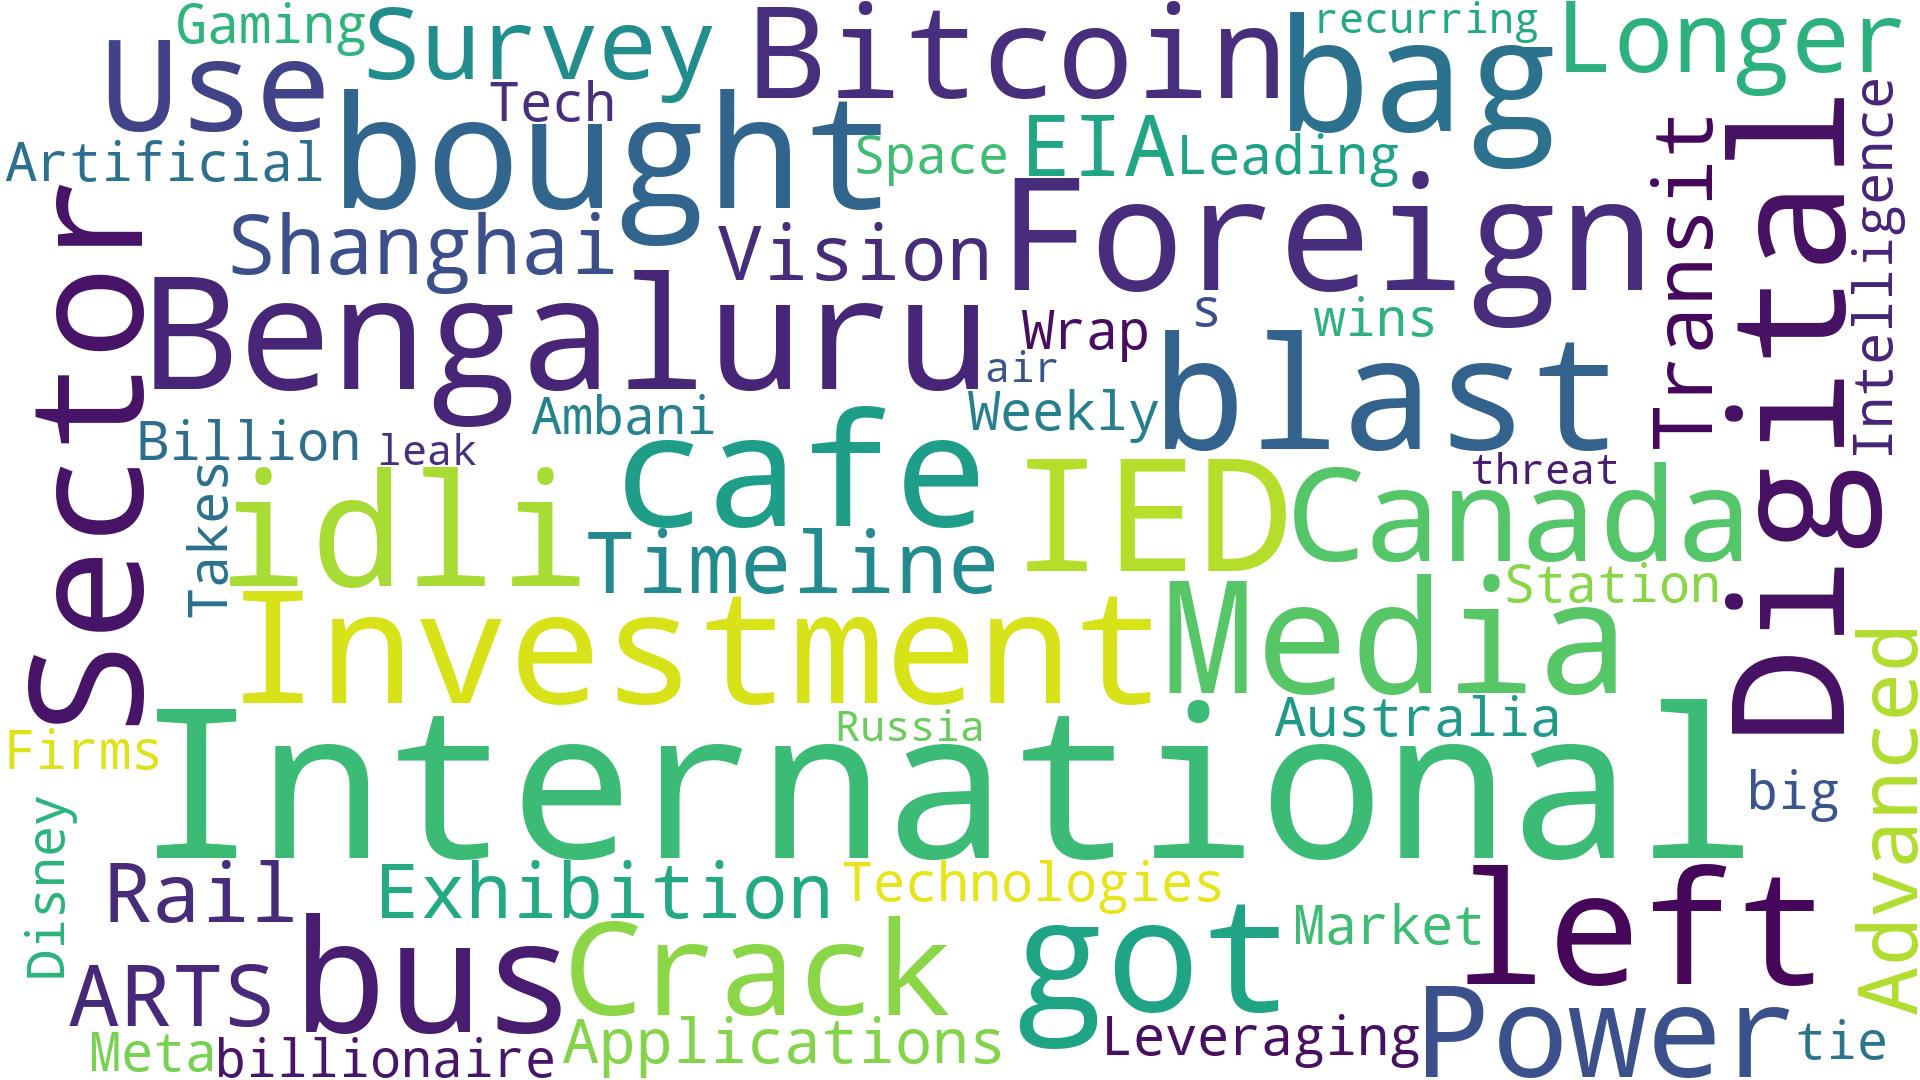 Gaming
Survey
Bitcoin
recurring
Longer
Use
Tech
bag
bought
Artificial
Space
EIA
Leading
Transit
Digital
Intelligence
Sector
Shanghai
Vision
Foreign
Bengaluru
Wrap
s
wins
air
blast
Billion
leak
Ambani
cafe
Weekly
threat
Takes
idli
Timeline
IED
Canada
Station
Investment
Media
Advanced
Firms
International
Russia
Australia
big
Disney
Rail
Exhibition
Technologies
Market
left
ARTS
bus
Crack
got
Power
Meta
billionaire
Applications
Leveraging
tie